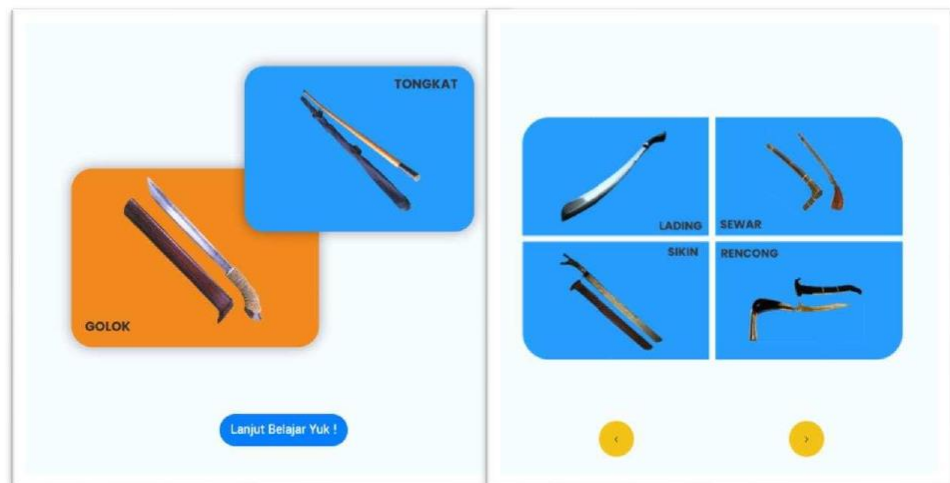 TONGKAT
GOLOK
Lanjut Belajar Yuk !
LADING
SEWAR
SIKIN
RENCONG
‹
›